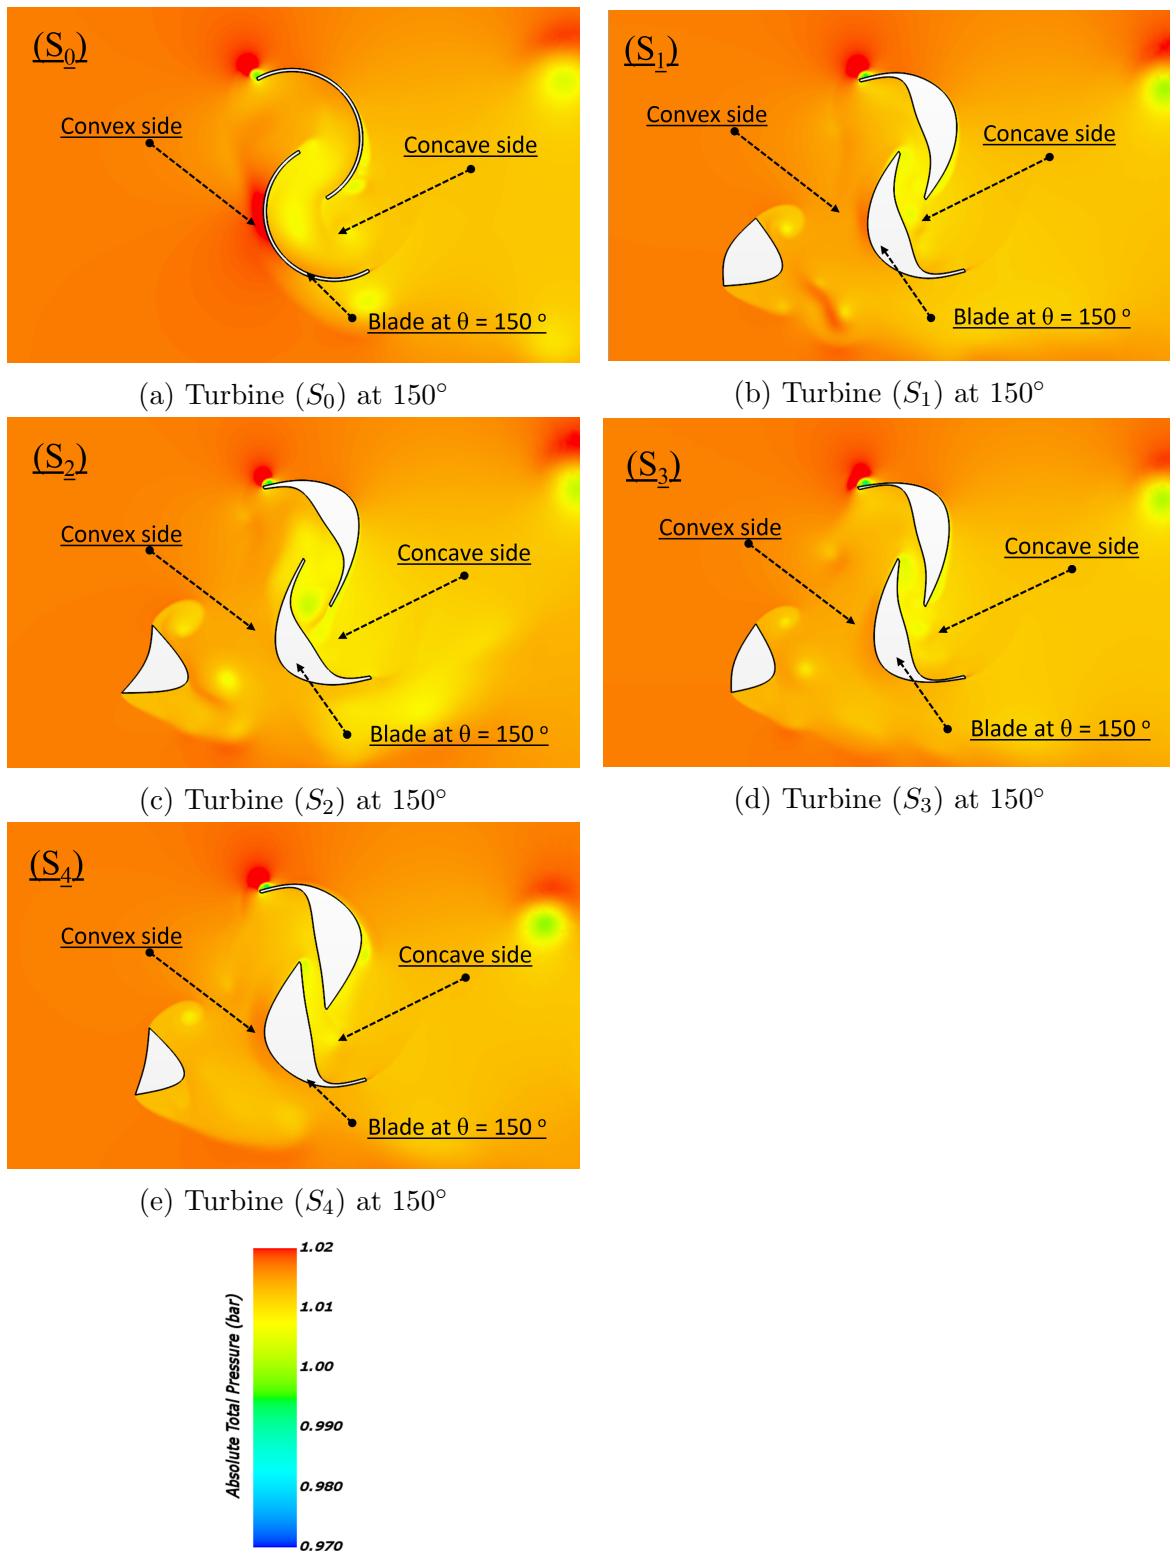 (S0)
Convex side
Concave side
Blade at θ = 150 °
(a) Turbine (S0) at 150°
(S1)
Convex side
Concave side
Blade at θ = 150 °
(b) Turbine (S1) at 150°
(S2)
Convex side
Concave side
Blade at θ = 150 °
(c) Turbine (S2) at 150°
(S3)
Convex side
Concave side
Blade at θ = 150 °
(d) Turbine (S3) at 150°
(S4)
Convex side
Concave side
Blade at θ = 150 °
(e) Turbine (S4) at 150°
Absolute Total Pressure (bar)
1.02
1.01
1.00
0.990
0.980
0.970